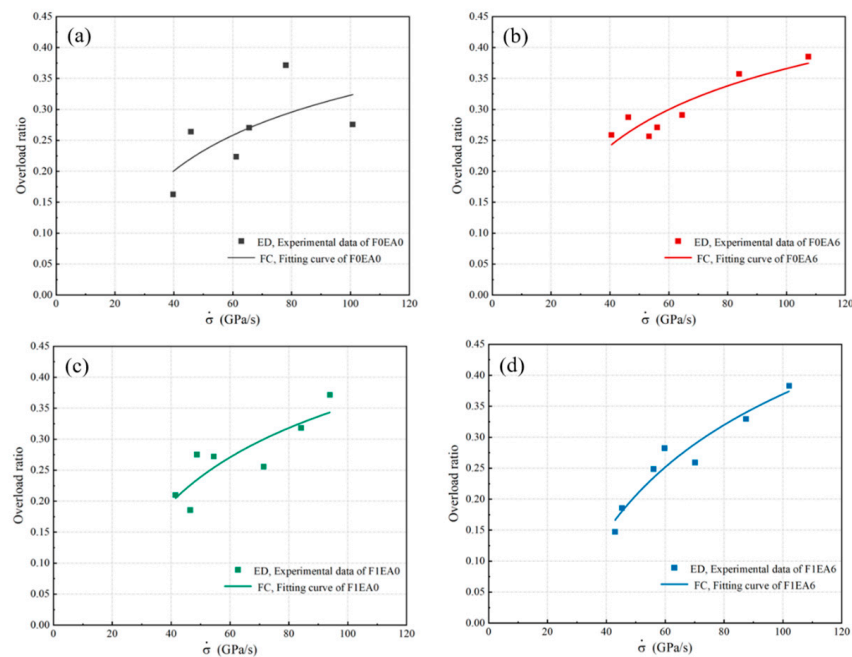 (a)
0.45
0.40
0.35
0.30
0.25
0.20
0.15
0.10
0.05
0.00
Overload ratio
ED, Experimental data of F0EA0
FC, Fitting curve of F0EA0
0 20 40 60 80 100 120
σ̇ (GPa/s)
(b)
0.45
0.40
0.35
0.30
0.25
0.20
0.15
0.10
0.05
0.00
Overload ratio
ED, Experimental data of F0EA6
FC, Fitting curve of F0EA6
0 20 40 60 80 100 120
σ̇ (GPa/s)
(c)
0.45
0.40
0.35
0.30
0.25
0.20
0.15
0.10
0.05
0.00
Overload ratio
ED, Experimental data of F1EA0
FC, Fitting curve of F1EA0
0 20 40 60 80 100 120
σ̇ (GPa/s)
(d)
0.45
0.40
0.35
0.30
0.25
0.20
0.15
0.10
0.05
0.00
Overload ratio
ED, Experimental data of F1EA6
FC, Fitting curve of F1EA6
0 20 40 60 80 100 120
σ̇ (GPa/s)